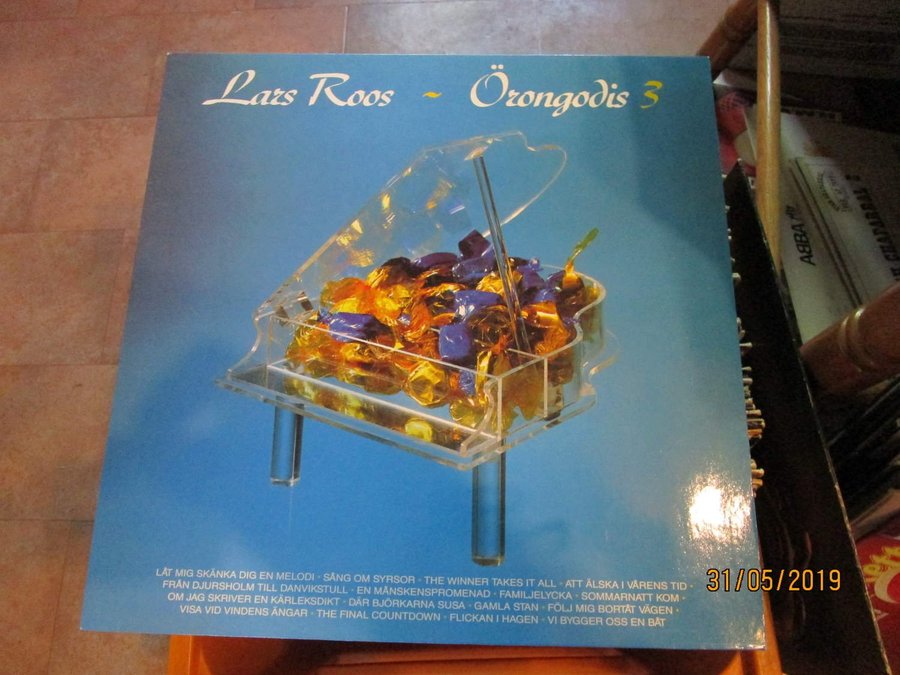 Lars Roos ~ Örongodis 3
LÅT MIG SKÄNKA DIG EN MELODI · SÅNG OM SYRSOR · THE WINNER TAKES IT ALL · ATT ÄLSKA I VÅRENS TID ·
FRÅN DJURSHOLM TILL DANVIKSTULL · EN MÅNSKENSPROMENAD · FAMILJELYCKA · SOMMARNATT KOM ·
OM JAG SKRIVER EN KÄRLEKSDIKT · DÄR BJÖRKARNA SUSA · GAMLA STAN · FÖLJ MIG BORTÅT VÄGEN ·
VISA VID VINDENS ÄNGAR · THE FINAL COUNTDOWN · FLICKAN I HAGEN · VI BYGGER OSS EN BÅT
ABBA
31/05/2019